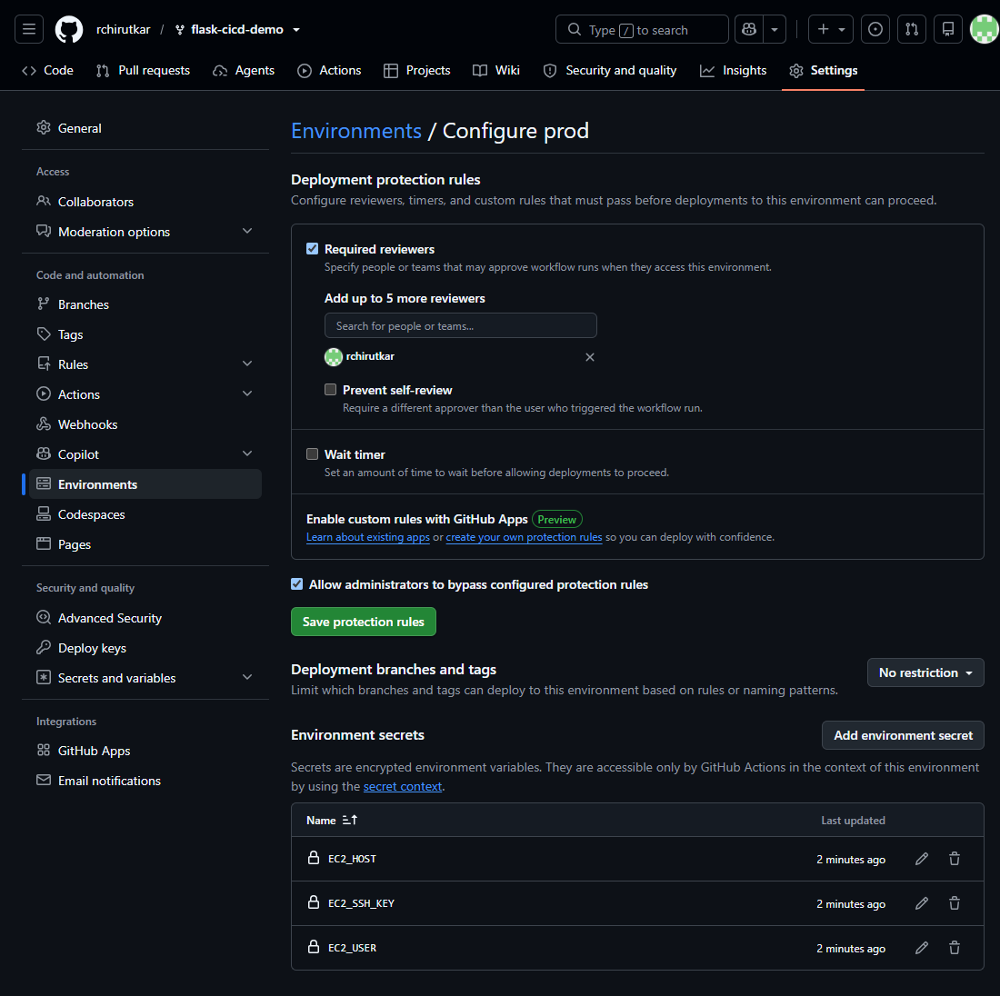 rchirutkar / flask-cicd-demo
Type / to search
Code
Pull requests
Agents
Actions
Projects
Wiki
Security and quality
Insights
Settings
General
Access
Collaborators
Moderation options
Code and automation
Branches
Tags
Rules
Actions
Webhooks
Copilot
Environments
Codespaces
Pages
Security and quality
Advanced Security
Deploy keys
Secrets and variables
Integrations
GitHub Apps
Email notifications
Environments / Configure prod
Deployment protection rules
Configure reviewers, timers, and custom rules that must pass before deployments to this environment can proceed.
Required reviewers
Specify people or teams that may approve workflow runs when they access this environment.
Add up to 5 more reviewers
Search for people or teams...
rchirutkar
Prevent self-review
Require a different approver than the user who triggered the workflow run.
Wait timer
Set an amount of time to wait before allowing deployments to proceed.
Enable custom rules with GitHub Apps Preview
Learn about existing apps or create your own protection rules so you can deploy with confidence.
Allow administrators to bypass configured protection rules
Save protection rules
Deployment branches and tags
No restriction
Limit which branches and tags can deploy to this environment based on rules or naming patterns.
Environment secrets
Add environment secret
Secrets are encrypted environment variables. They are accessible only by GitHub Actions in the context of this environment
by using the secret context.
Name Last updated
EC2_HOST 2 minutes ago
EC2_SSH_KEY 2 minutes ago
EC2_USER 2 minutes ago